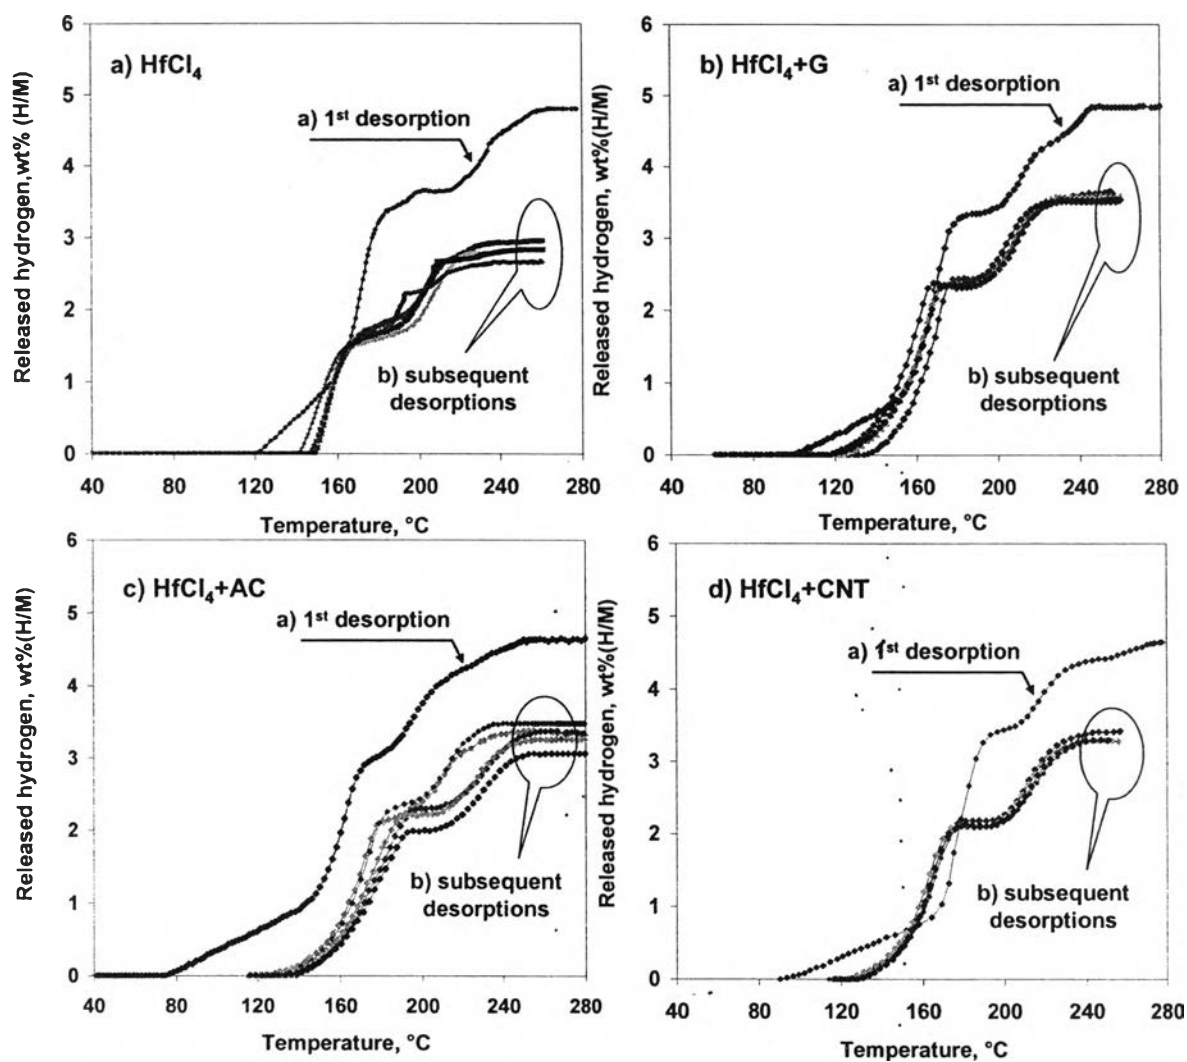 a) HfCl4
Released hydrogen,wt% (H/M)
6
5
4
3
2
1
0
a) 1st desorption
b) subsequent
desorptions
40 80 120 160 200 240 280
Temperature, °C
b) HfCl4+G
Released hydrogen, wt% (H/M)
6
5
4
3
2
1
0
a) 1st desorption
b) subsequent
desorptions
40 80 120 160 200 240 280
Temperature, °C
c) HfCl4+AC
Released hydrogen, wt%(H/M)
6
5
4
3
2
1
0
a) 1st desorption
b) subsequent
desorptions
40 80 120 160 200 240 280
Temperature, °C
d) HfCl4+CNT
Released hydrogen, wt%(H/M)
6
5
4
3
2
1
0
a) 1st desorption
b) subsequent
desorptions
40 80 120 160 200 240 280
Temperature, °C